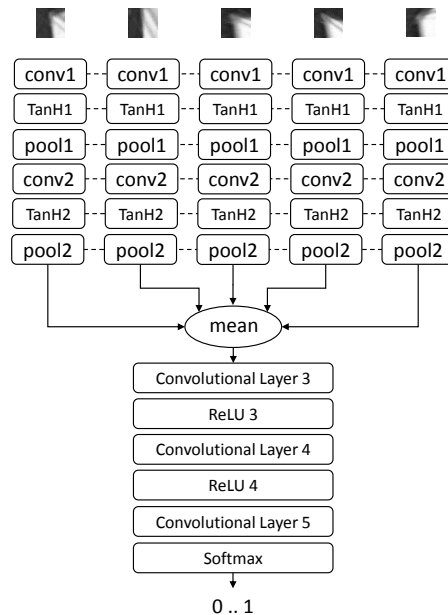 conv1 conv1 conv1 conv1 conv1
TanH1 TanH1 TanH1 TanH1 TanH1
pool1 pool1 pool1 pool1 pool1
conv2 conv2 conv2 conv2 conv2
TanH2 TanH2 TanH2 TanH2 TanH2
pool2 pool2 pool2 pool2 pool2
mean
Convolutional Layer 3
ReLU 3
Convolutional Layer 4
ReLU 4
Convolutional Layer 5
Softmax
0 .. 1